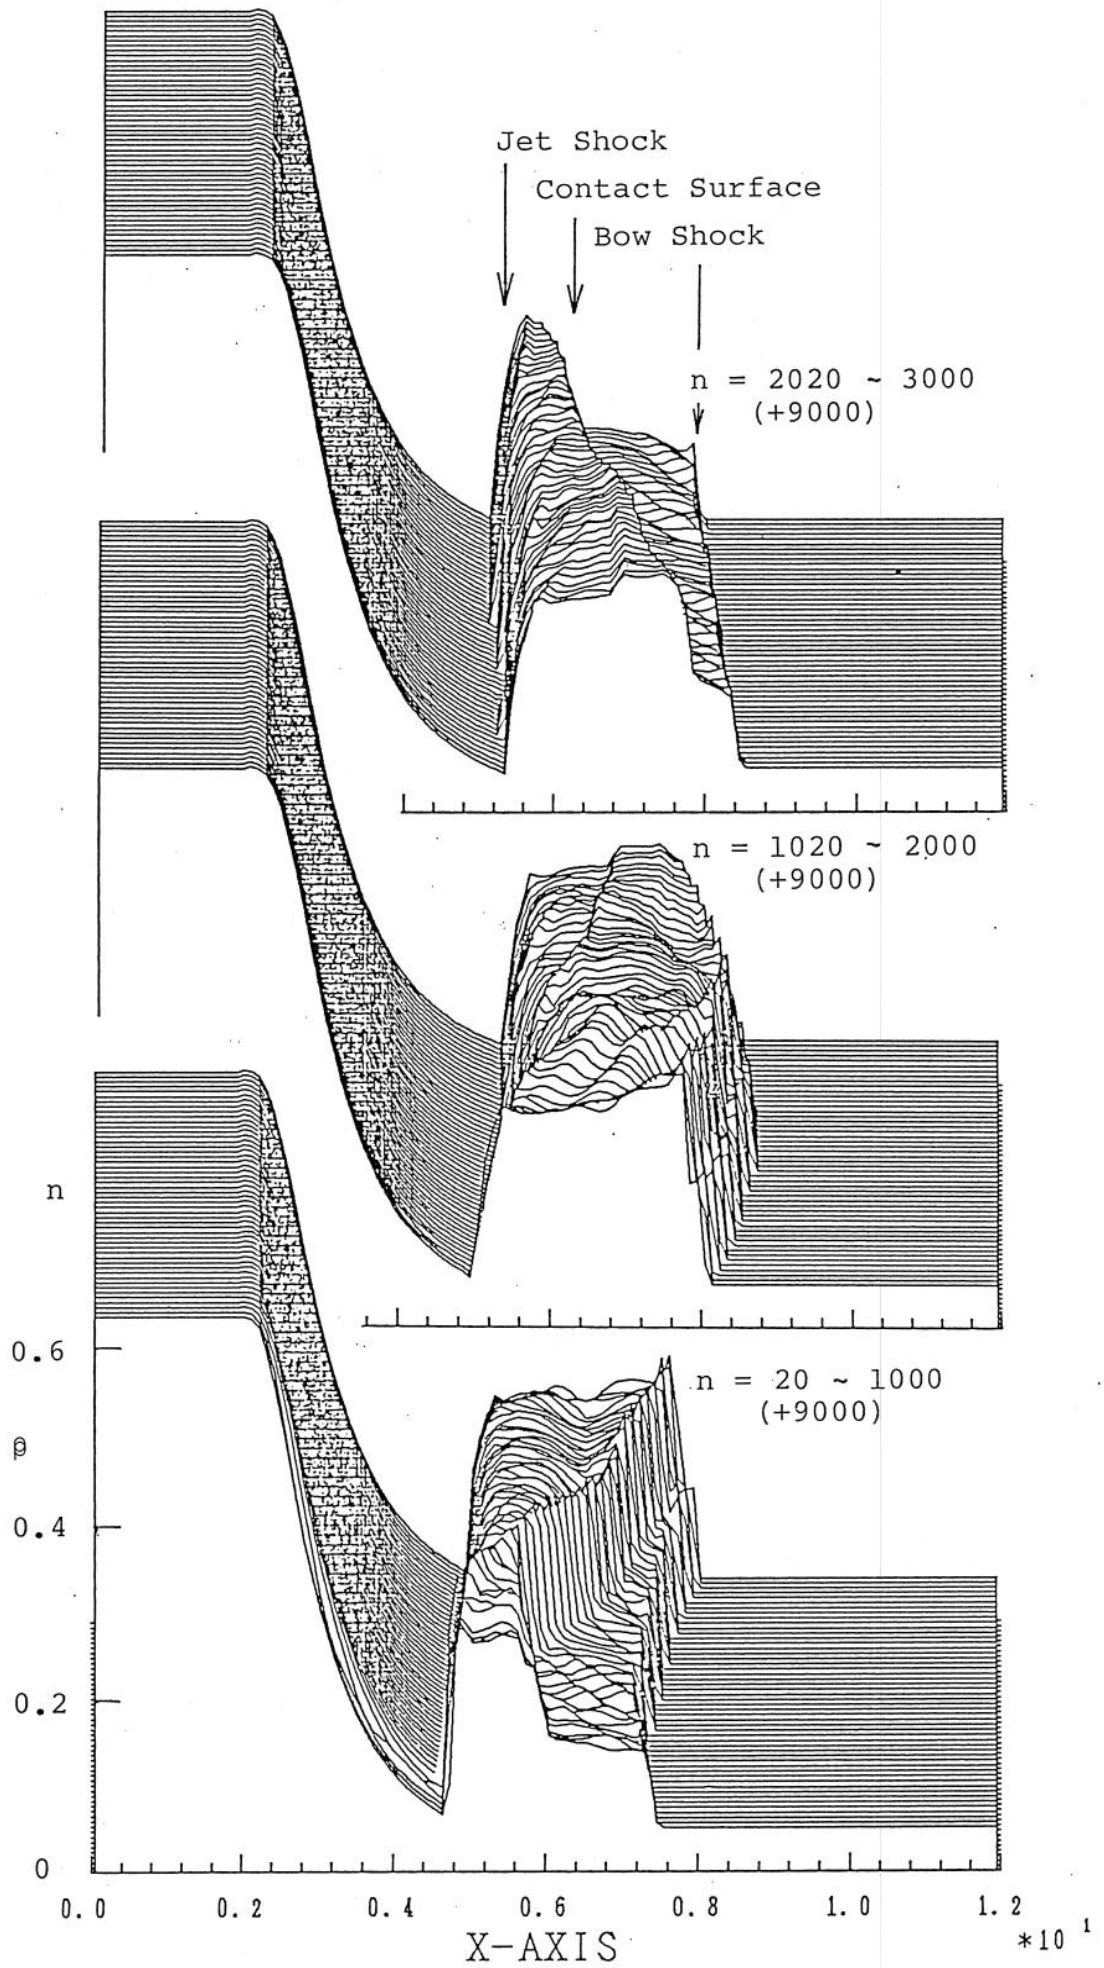 Jet Shock
Contact Surface
Bow Shock
n = 2020 ~ 3000
(+9000)
n = 1020 ~ 2000
(+9000)
n
0.6
n = 20 ~ 1000
(+9000)
0.4
0.2
0
0.0 0.2 0.4 0.6 0.8 1.0 1.2
X-AXIS
*10 1